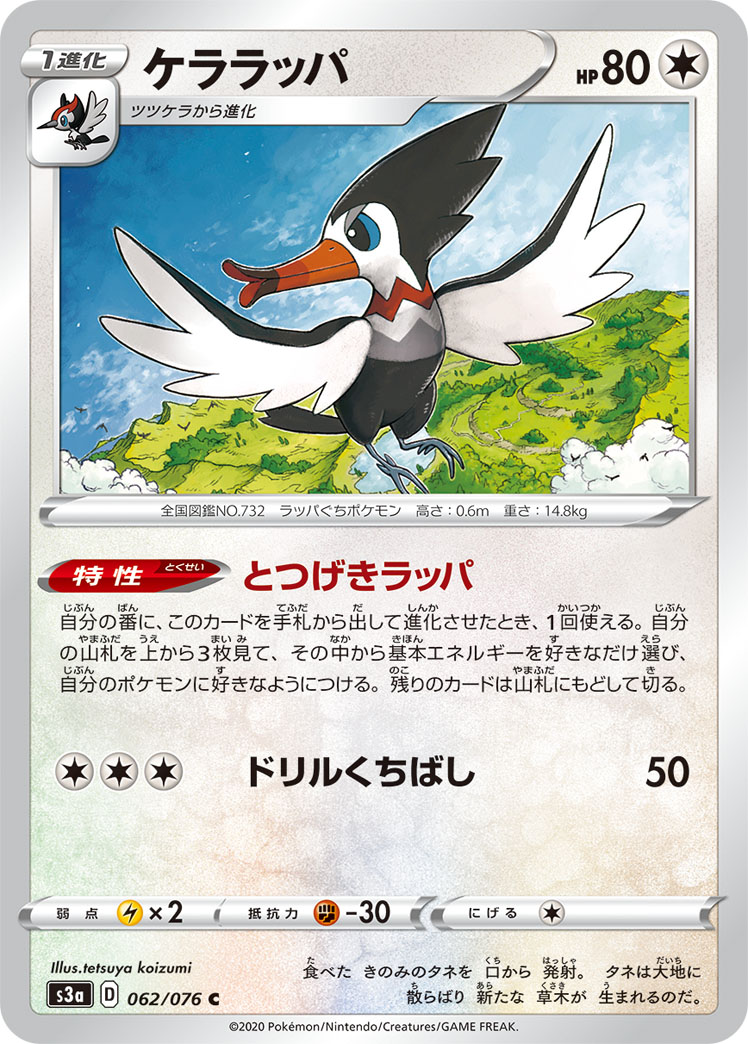 1進化
ケララッパ
HP80
ツツケラから進化
全国図鑑NO.732 ラッパぐちポケモン 高さ:0.6m 重さ:14.8kg
特性 とくせい
とつげきラッパ
自分の番に、このカードを手札から出して進化させたとき、1回使える。自分
の山札を上から3枚見て、その中から基本エネルギーを好きなだけ選び、
自分のポケモンに好きなようにつける。残りのカードは山札にもどして切る。
ドリルくちばし 50
弱点 ×2 抵抗力 -30 にげる
Illus.tetsuya koizumi
食べた きのみのタネを 口から 発射。 タネは大地に
散らばり 新たな 草木が 生まれるのだ。
s3a D 062/076 C
©2020 Pokémon/Nintendo/Creatures/GAME FREAK.